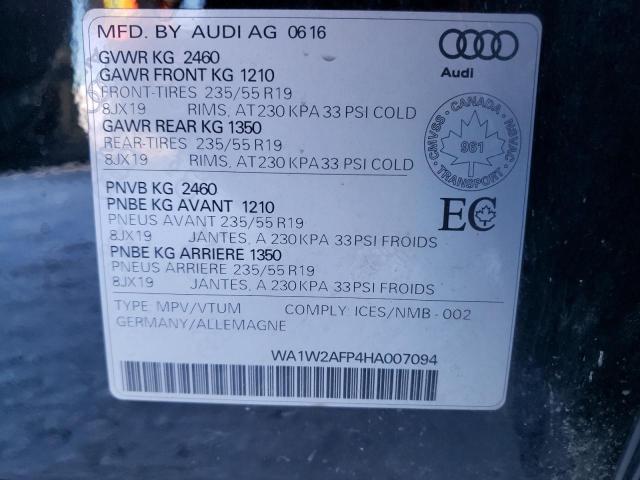 MFD. BY AUDI AG 0616
GVWR KG 2460
GAWR FRONT KG 1210
FRONT-TIRES 235/55 R19
8JX19 RIMS, AT 230 KPA 33 PSI COLD
GAWR REAR KG 1350
REAR-TIRES 235/55 R19
8JX19 RIMS, AT 230 KPA 33 PSI COLD
PNVB KG 2460
PNBE KG AVANT 1210
PNEUS AVANT 235/55 R19
8JX19 JANTES, A 230 KPA 33 PSI FROIDS
PNBE KG ARRIERE 1350
PNEUS ARRIERE 235/55 R19
8JX19 JANTES, A 230 KPA 33 PSI FROIDS
TYPE: MPV/VTUM COMPLY: ICES/NMB - 002
GERMANY/ALLEMAGNE
WA1W2AFP4HA007094
Audi
CANADA
CMVSS NSVAC
961
TRANSPORT
EC